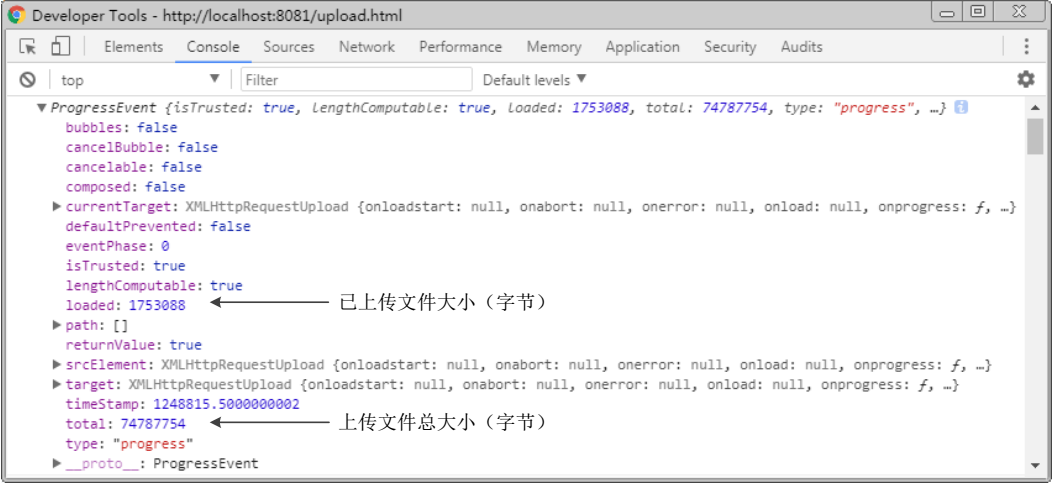 Developer Tools - http://localhost:8081/upload.html
Elements Console Sources Network Performance Memory Application Security Audits
top Filter Default levels
ProgressEvent {isTrusted: true, lengthComputable: true, loaded: 1753088, total: 74787754, type: "progress", …}
bubbles: false
cancelBubble: false
cancelable: false
composed: false
currentTarget: XMLHttpRequestUpload {onloadstart: null, onabort: null, onerror: null, onload: null, onprogress: ƒ, …}
defaultPrevented: false
eventPhase: 0
isTrusted: true
lengthComputable: true
loaded: 1753088 已上传文件大小（字节）
path: []
returnValue: true
srcElement: XMLHttpRequestUpload {onloadstart: null, onabort: null, onerror: null, onload: null, onprogress: ƒ, …}
target: XMLHttpRequestUpload {onloadstart: null, onabort: null, onerror: null, onload: null, onprogress: ƒ, …}
timeStamp: 1248815.5000000002
total: 74787754 上传文件总大小（字节）
type: "progress"
__proto__: ProgressEvent